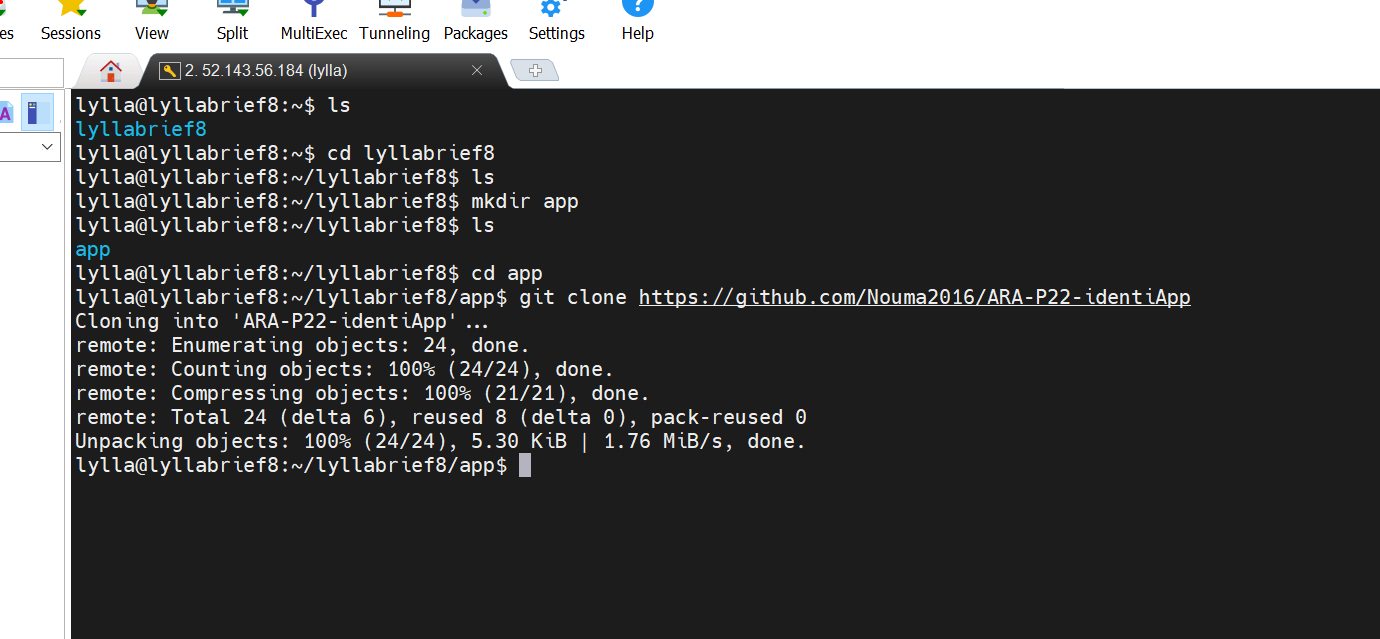 es Sessions View Split MultiExec Tunneling Packages Settings Help
2. 52.143.56.184 (lylla)
A
lylla@lyllabrief8:~$ ls
lyllabrief8
lylla@lyllabrief8:~$ cd lyllabrief8
lylla@lyllabrief8:~/lyllabrief8$ ls
lylla@lyllabrief8:~/lyllabrief8$ mkdir app
lylla@lyllabrief8:~/lyllabrief8$ ls
app
lylla@lyllabrief8:~/lyllabrief8$ cd app
lylla@lyllabrief8:~/lyllabrief8/app$ git clone https://github.com/Nouma2016/ARA-P22-identiApp
Cloning into 'ARA-P22-identiApp'...
remote: Enumerating objects: 24, done.
remote: Counting objects: 100% (24/24), done.
remote: Compressing objects: 100% (21/21), done.
remote: Total 24 (delta 6), reused 8 (delta 0), pack-reused 0
Unpacking objects: 100% (24/24), 5.30 KiB | 1.76 MiB/s, done.
lylla@lyllabrief8:~/lyllabrief8/app$